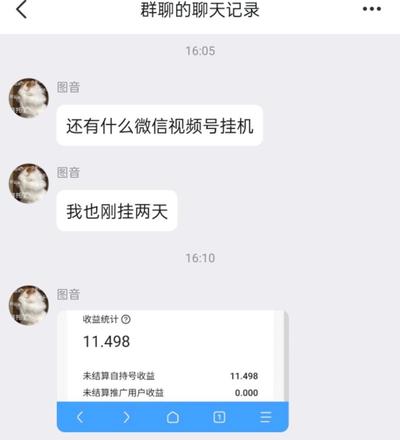 群聊的聊天记录
16:05
图音
还有什么微信视频号挂机
图音
我也刚挂两天
16:10
图音
收益统计
11.498
未结算自持号收益 11.498
未结算推广用户收益 0.000
1